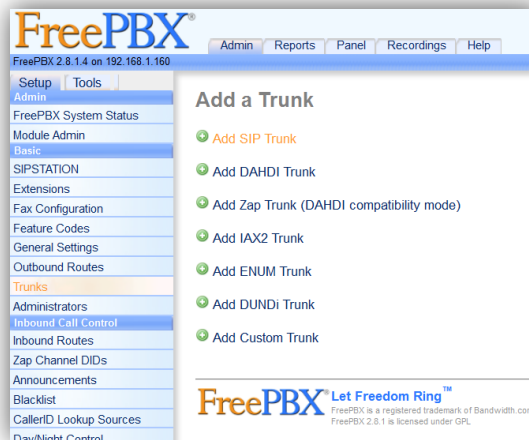 FreePBX®
Admin Reports Panel Recordings Help
FreePBX 2.8.1.4 on 192.168.1.160
Setup Tools
Admin
FreePBX System Status
Module Admin
Basic
SIPSTATION
Extensions
Fax Configuration
Feature Codes
General Settings
Outbound Routes
Trunks
Administrators
Inbound Call Control
Inbound Routes
Zap Channel DIDs
Announcements
Blacklist
CallerID Lookup Sources
Day/Night Control
Add a Trunk
Add SIP Trunk
Add DAHDI Trunk
Add Zap Trunk (DAHDI compatibility mode)
Add IAX2 Trunk
Add ENUM Trunk
Add DUNDi Trunk
Add Custom Trunk
FreePBX® Let Freedom Ring™
FreePBX is a registered trademark of Bandwidth.com
FreePBX 2.8.1 is licensed under GPL